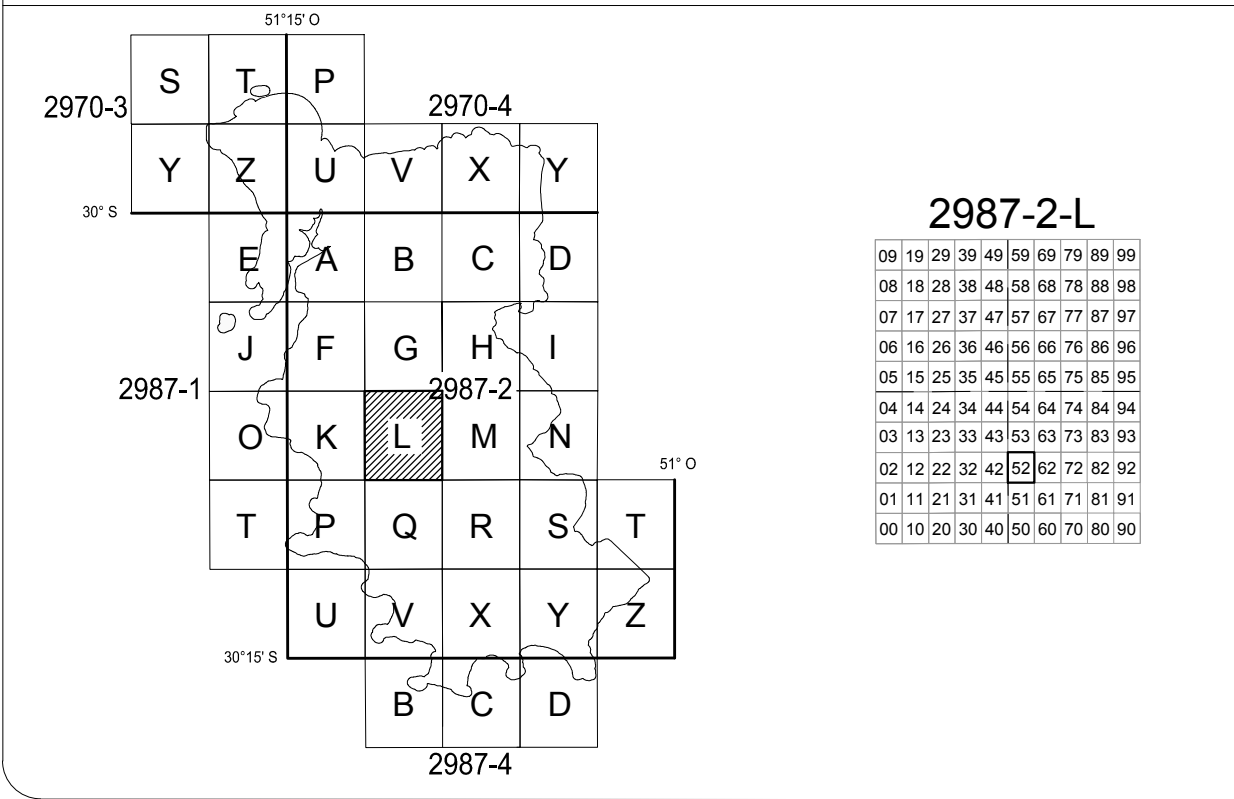 51°15' O
S T P
2970-3 2970-4
Y Z U V X Y
30° S
E A B C D
J F G H I
2987-1 2987-2
O K L M N
51° O
T P Q R S T
U V X Y Z
30°15' S
B C D
2987-4
2987-2-L
09 19 29 39 49 59 69 79 89 99
08 18 28 38 48 58 68 78 88 98
07 17 27 37 47 57 67 77 87 97
06 16 26 36 46 56 66 76 86 96
05 15 25 35 45 55 65 75 85 95
04 14 24 34 44 54 64 74 84 94
03 13 23 33 43 53 63 73 83 93
02 12 22 32 42 52 62 72 82 92
01 11 21 31 41 51 61 71 81 91
00 10 20 30 40 50 60 70 80 90